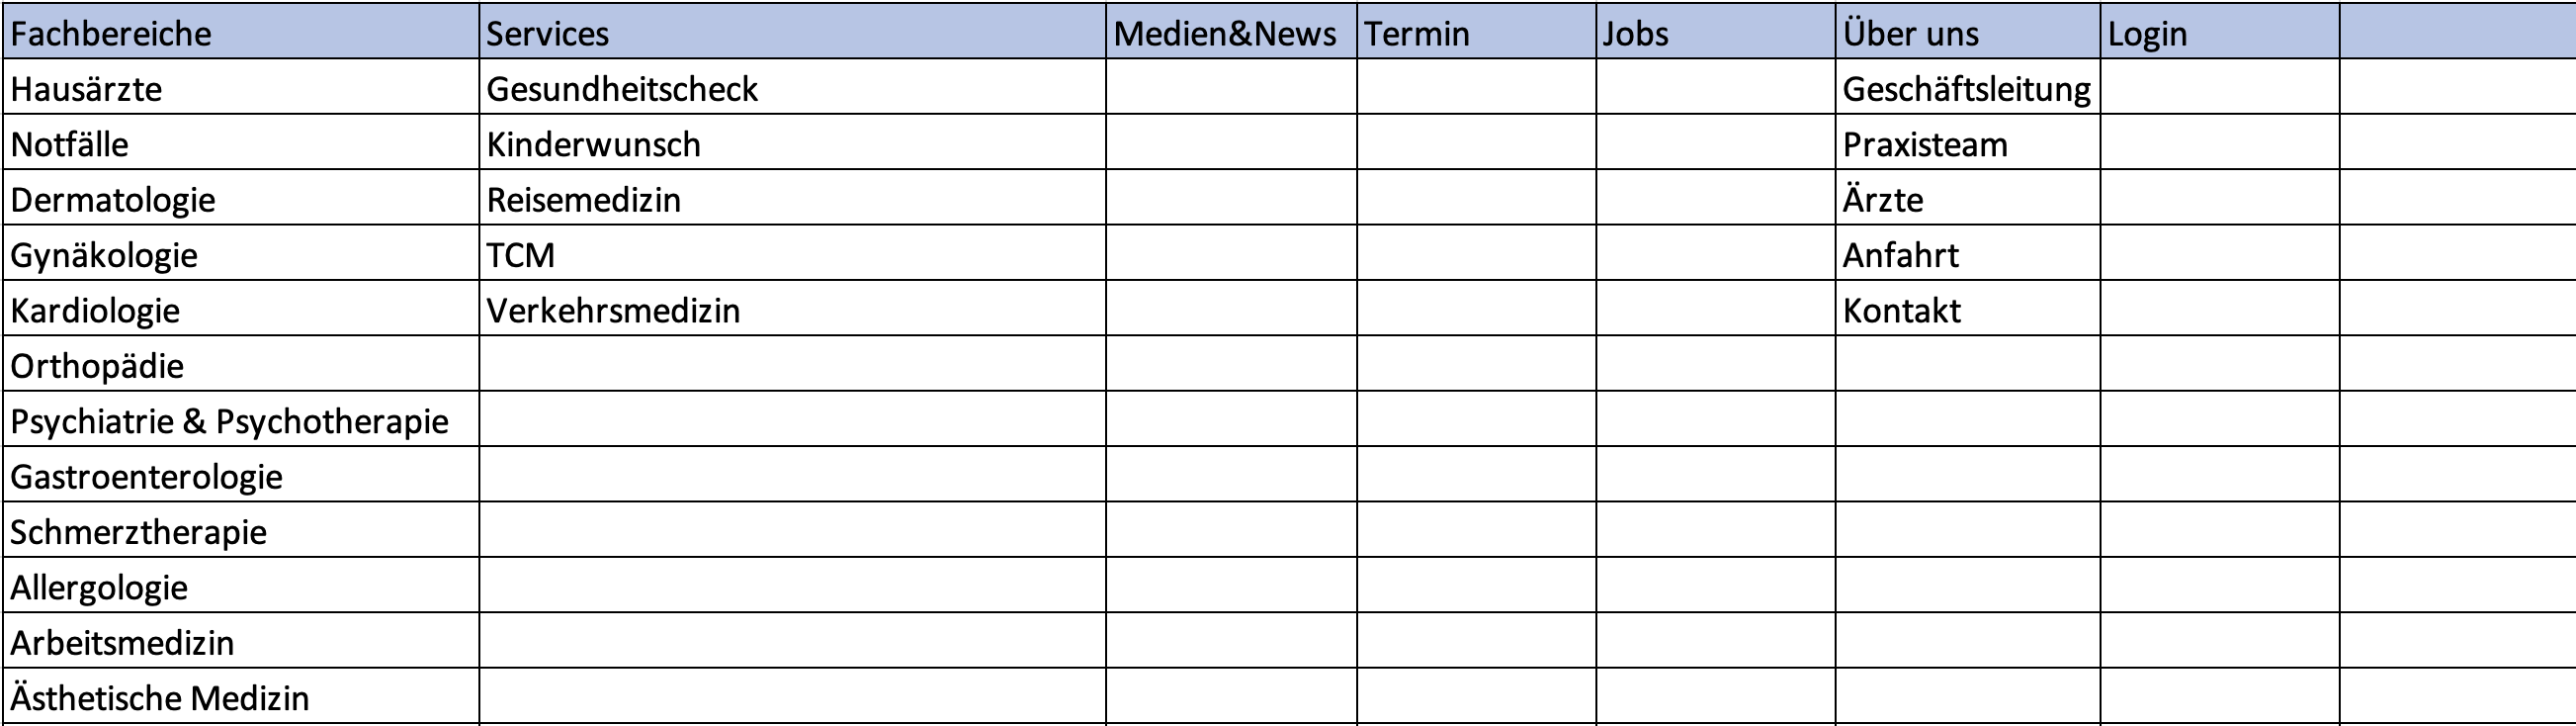 Fachbereiche Services Medien&News Termin Jobs Über uns Login
Hausärzte Gesundheitscheck Geschäftsleitung
Notfälle Kinderwunsch Praxisteam
Dermatologie Reisemedizin Ärzte
Gynäkologie TCM Anfahrt
Kardiologie Verkehrsmedizin Kontakt
Orthopädie
Psychiatrie & Psychotherapie
Gastroenterologie
Schmerztherapie
Allergologie
Arbeitsmedizin
Ästhetische Medizin